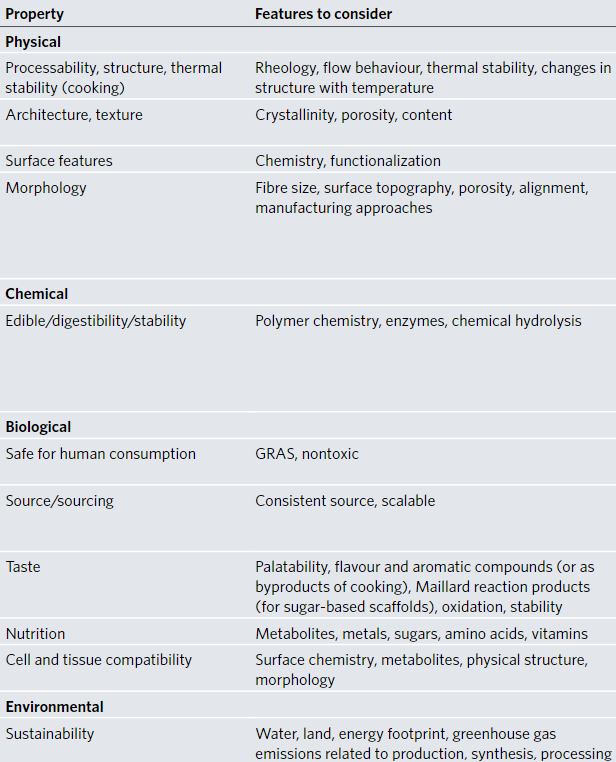 Property Features to consider
Physical
Processability, structure, thermal Rheology, flow behaviour, thermal stability, changes in
stability (cooking) structure with temperature
Architecture, texture Crystallinity, porosity, content
Surface features Chemistry, functionalization
Morphology Fibre size, surface topography, porosity, alignment,
manufacturing approaches
Chemical
Edible/digestibility/stability Polymer chemistry, enzymes, chemical hydrolysis
Biological
Safe for human consumption GRAS, nontoxic
Source/sourcing Consistent source, scalable
Taste Palatability, flavour and aromatic compounds (or as
byproducts of cooking), Maillard reaction products
(for sugar-based scaffolds), oxidation, stability
Nutrition Metabolites, metals, sugars, amino acids, vitamins
Cell and tissue compatibility Surface chemistry, metabolites, physical structure,
morphology
Environmental
Sustainability Water, land, energy footprint, greenhouse gas
emissions related to production, synthesis, processing